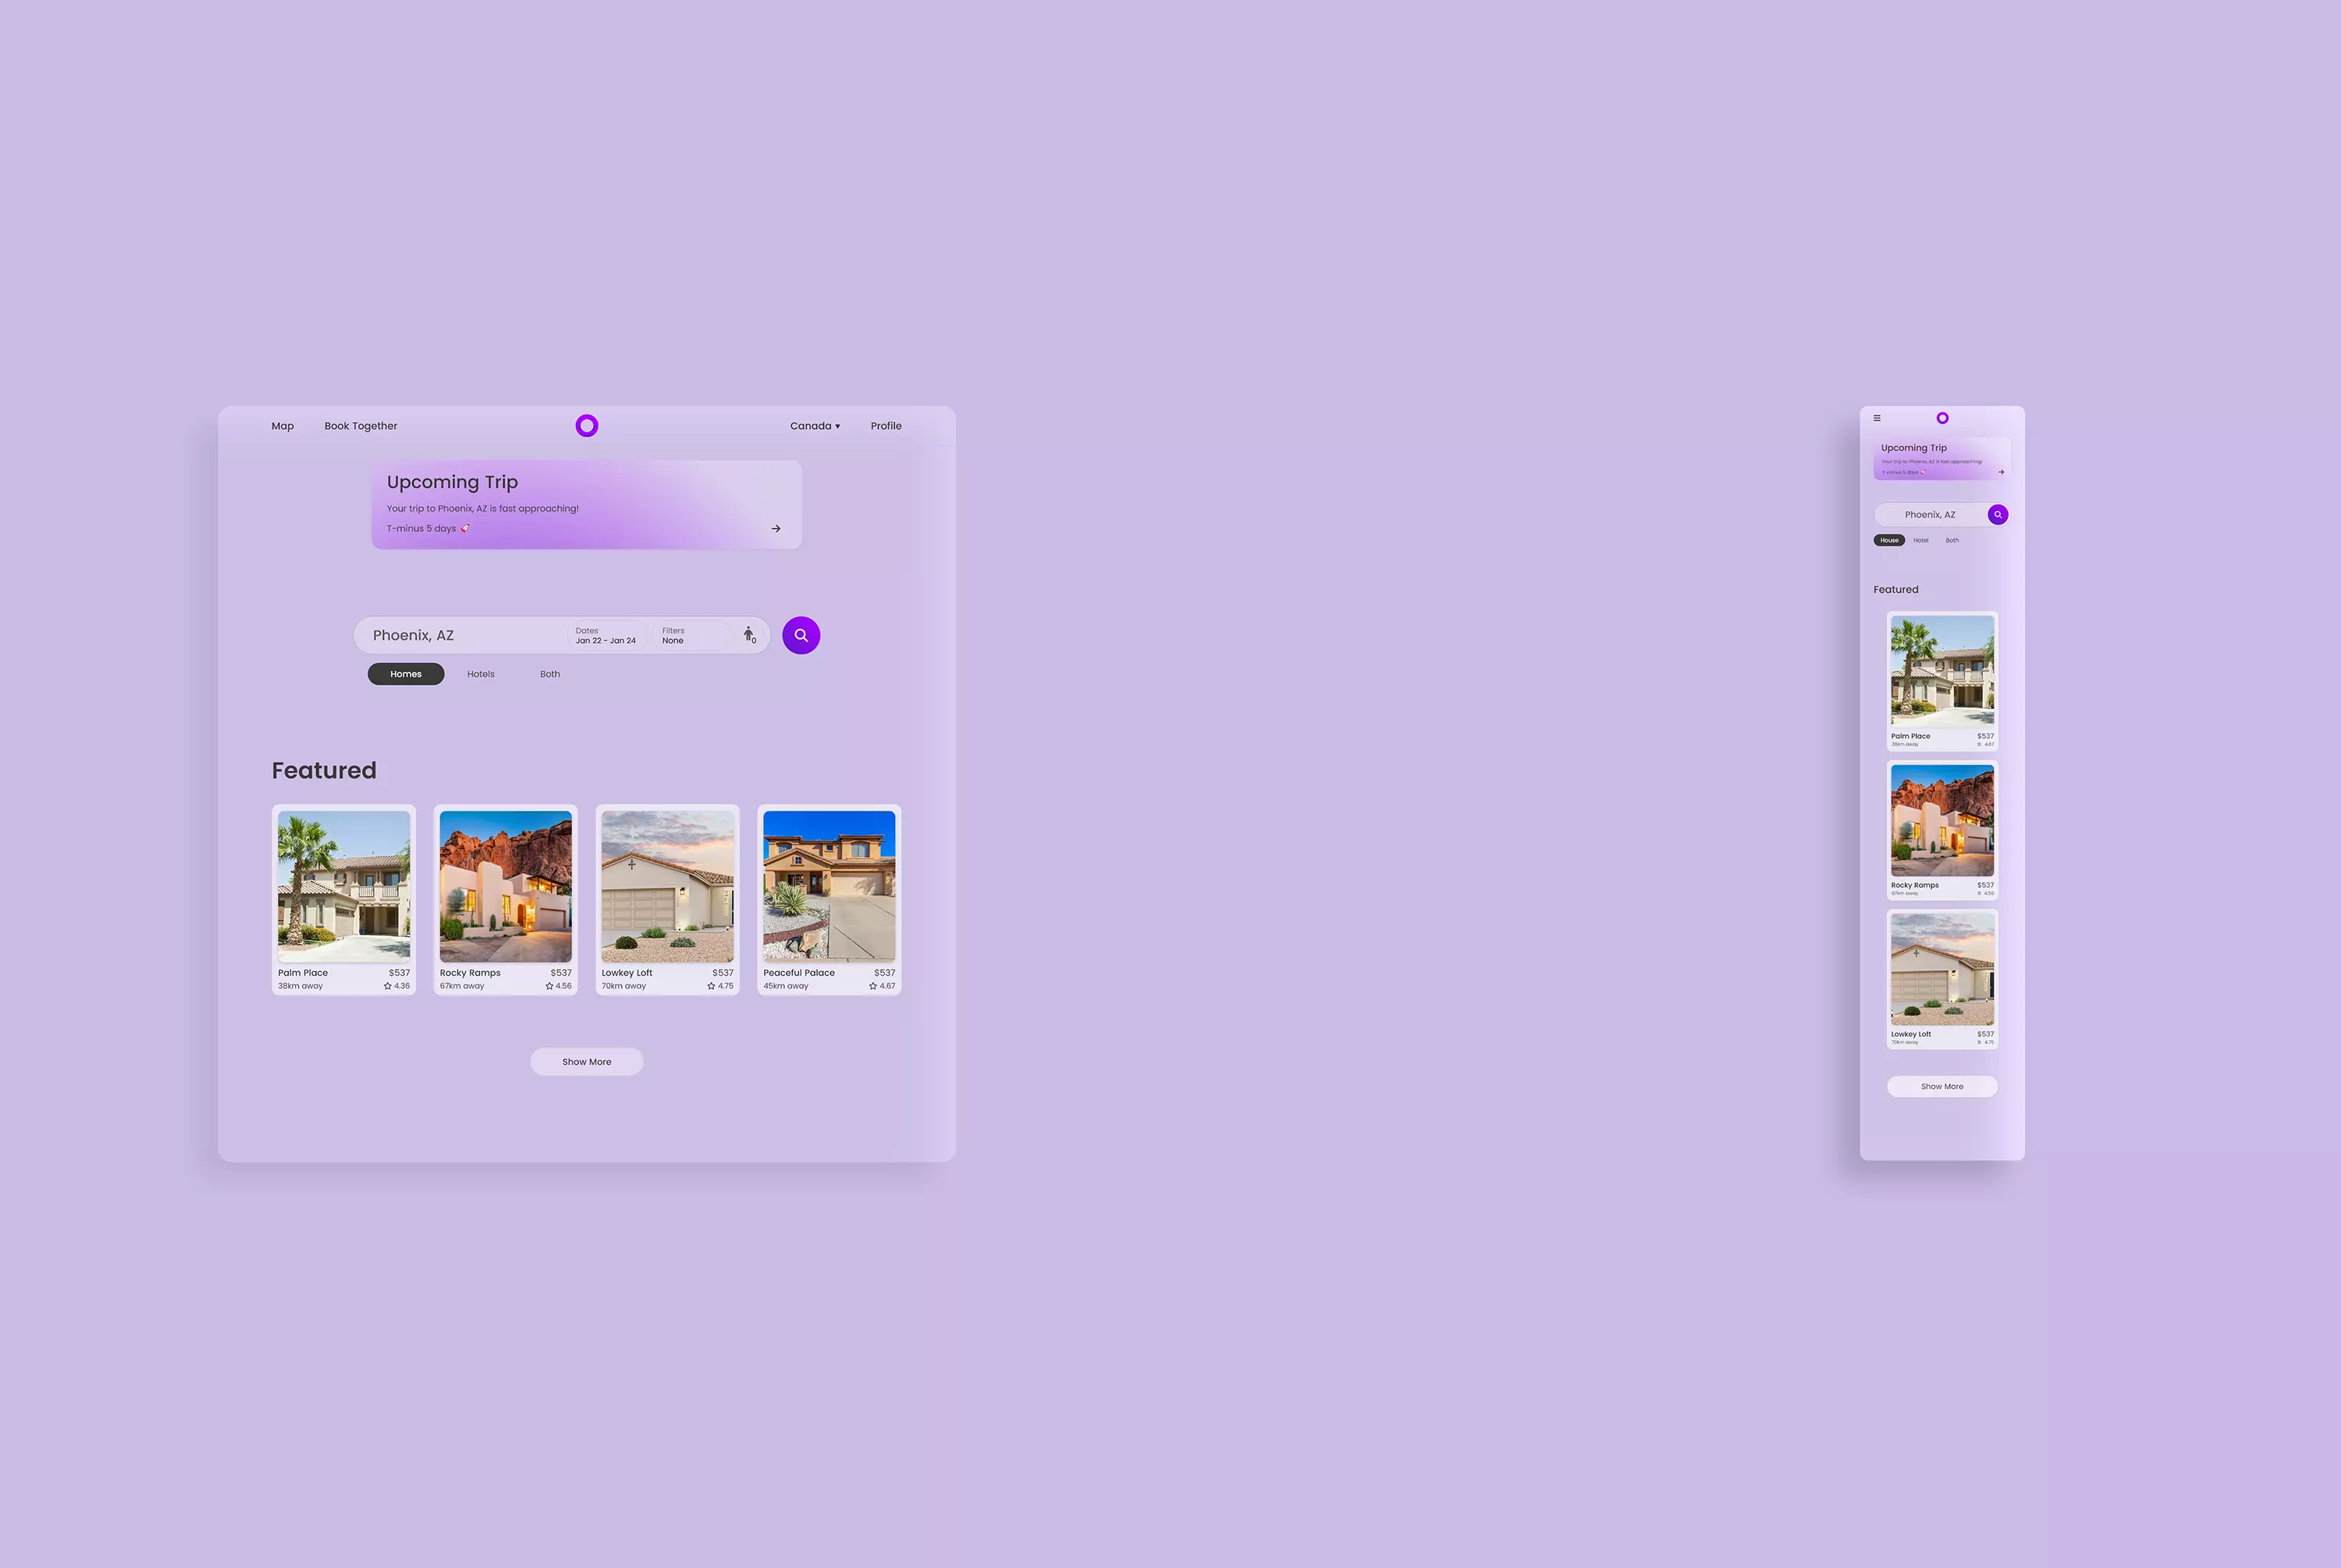 Map Book Together Canada ▾ Profile
Upcoming Trip
Your trip to Phoenix, AZ is fast approaching!
T-minus 5 days 🚀
Phoenix, AZ
Dates
Jan 22 - Jan 24
Filters
None
0
Homes Hotels Both
Featured
Palm Place $537
38km away 4.36
Rocky Ramps $537
67km away 4.56
Lowkey Loft $537
70km away 4.75
Peaceful Palace $537
45km away 4.67
Show More
Upcoming Trip
Your trip to Phoenix, AZ is fast approaching!
T-minus 5 days 🚀
Phoenix, AZ
House Hotel Both
Featured
Palm Place $537
38km away 4.67
Rocky Ramps $537
67km away 4.56
Lowkey Loft $537
70km away 4.75
Show More